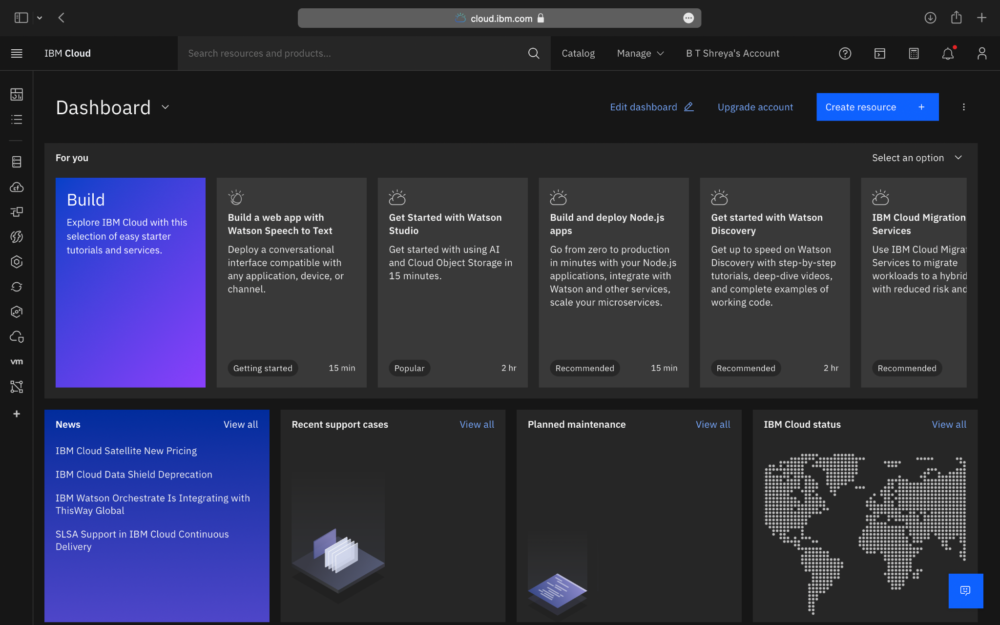 cloud.ibm.com
IBM Cloud
Search resources and products...
Catalog
Manage
B T Shreya's Account
Dashboard
Edit dashboard
Upgrade account
Create resource +
For you
Select an option
Build
Explore IBM Cloud with this
selection of easy starter
tutorials and services.
Build a web app with
Watson Speech to Text
Deploy a conversational
interface compatible with
any application, device, or
channel.
Getting started
15 min
Get Started with Watson
Studio
Get started with using AI
and Cloud Object Storage in
15 minutes.
Popular
2 hr
Build and deploy Node.js
apps
Go from zero to production
in minutes with your Node.js
applications, integrate with
Watson and other services,
scale your microservices.
Recommended
15 min
Get started with Watson
Discovery
Get up to speed on Watson
Discovery with step-by-step
tutorials, deep-dive videos,
and complete examples of
working code.
Recommended
2 hr
IBM Cloud Migration
Services
Use IBM Cloud Migrat
Services to migrate
workloads to a hybrid
with reduced risk and
Recommended
cf
vm
News
View all
IBM Cloud Satellite New Pricing
IBM Cloud Data Shield Deprecation
IBM Watson Orchestrate Is Integrating with
ThisWay Global
SLSA Support in IBM Cloud Continuous
Delivery
Recent support cases
View all
Planned maintenance
View all
IBM Cloud status
View all